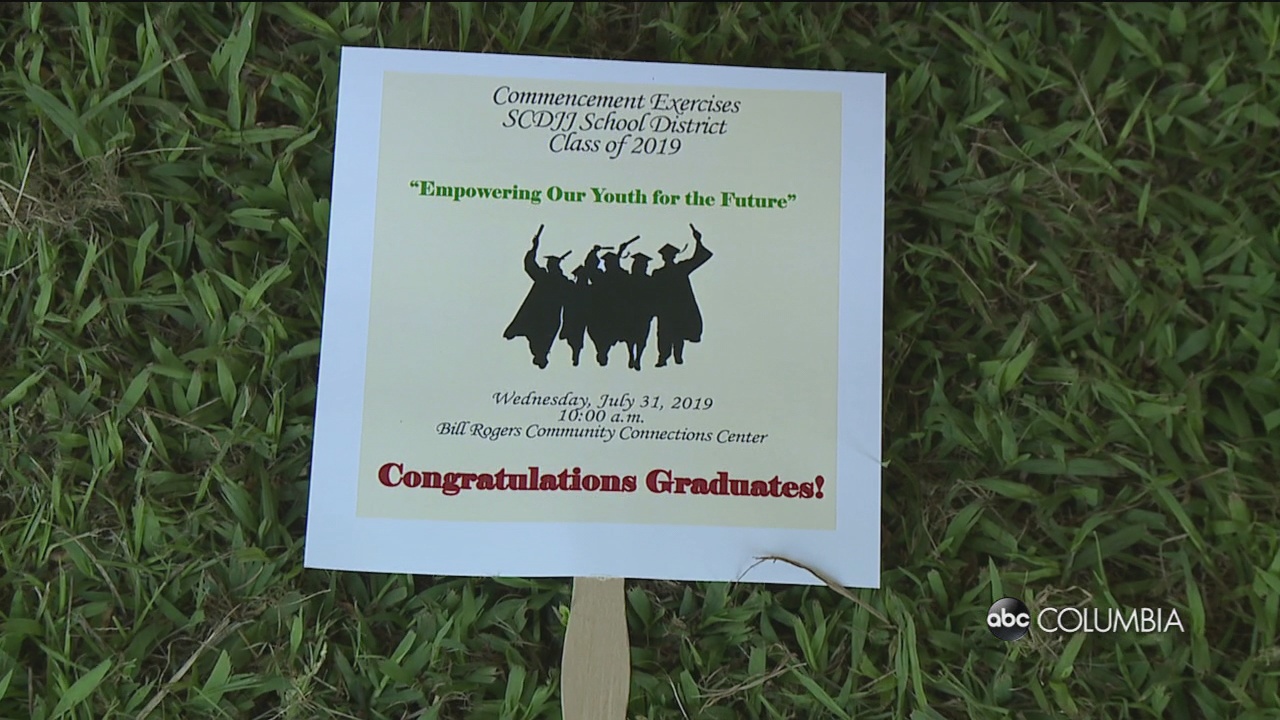 Commencement Exercises
SCDJJ School District
Class of 2019
“Empowering Our Youth for the Future”
Wednesday, July 31, 2019
10:00 a.m.
Bill Rogers Community Connections Center
Congratulations Graduates!
abc COLUMBIA